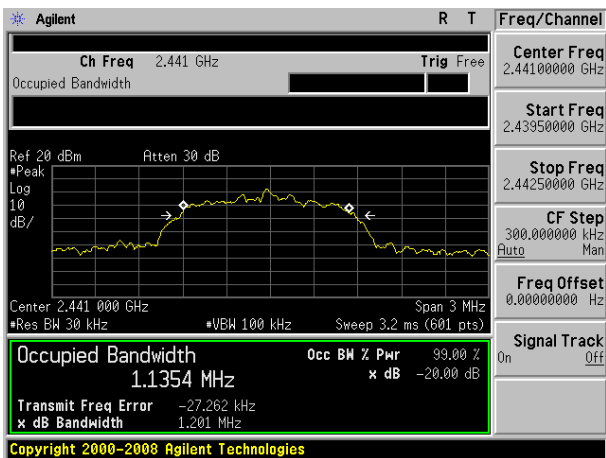 Agilent R T
Freq/Channel
Ch Freq 2.441 GHz Trig Free
Occupied Bandwidth
Center Freq
2.44100000 GHz
Start Freq
2.43950000 GHz
Stop Freq
2.44250000 GHz
CF Step
300.000000 kHz
Auto Man
Freq Offset
0.00000000 Hz
Signal Track
On Off
Ref 20 dBm Atten 30 dB
#Peak
Log
10
dB/
Center 2.441 000 GHz Span 3 MHz
#Res BW 30 kHz #VBW 100 kHz Sweep 3.2 ms (601 pts)
Occupied Bandwidth Occ BW % Pwr 99.00 %
1.1354 MHz x dB -20.00 dB
Transmit Freq Error -27.262 kHz
x dB Bandwidth 1.201 MHz
Copyright 2000-2008 Agilent Technologies